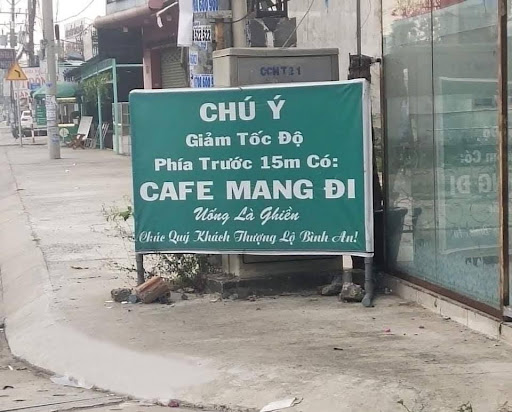 CHÚ Ý
Giảm Tốc Độ
Phía Trước 15m Có:
CAFE MANG ĐI
Uống Là Ghiền
Chúc Quý Khách Thượng Lộ Bình An!